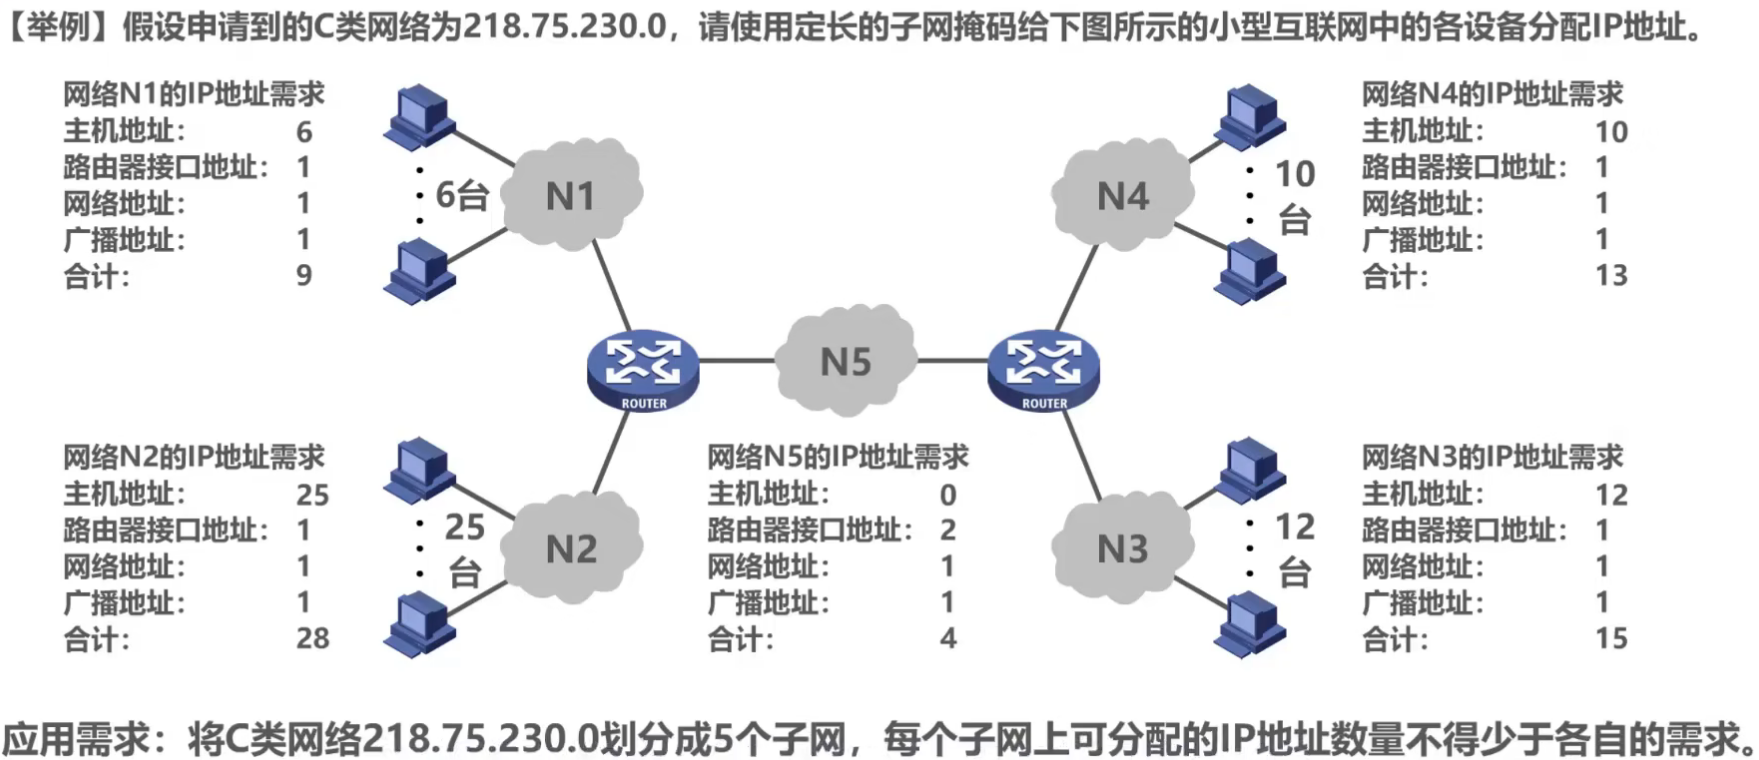 【举例】假设申请到的C类网络为218.75.230.0，请使用定长的子网掩码给下图所示的小型互联网中的各设备分配IP地址。
网络N1的IP地址需求
主机地址： 6
路由器接口地址： 1
网络地址： 1
广播地址： 1
合计： 9
6台
N1
N4
10
台
网络N4的IP地址需求
主机地址： 10
路由器接口地址： 1
网络地址： 1
广播地址： 1
合计： 13
ROUTER
N5
ROUTER
网络N2的IP地址需求
主机地址： 25
路由器接口地址： 1
网络地址： 1
广播地址： 1
合计： 28
25
台
N2
网络N5的IP地址需求
主机地址： 0
路由器接口地址： 2
网络地址： 1
广播地址： 1
合计： 4
N3
12
台
网络N3的IP地址需求
主机地址： 12
路由器接口地址： 1
网络地址： 1
广播地址： 1
合计： 15
应用需求：将C类网络218.75.230.0划分成5个子网，每个子网上可分配的IP地址数量不得少于各自的需求。